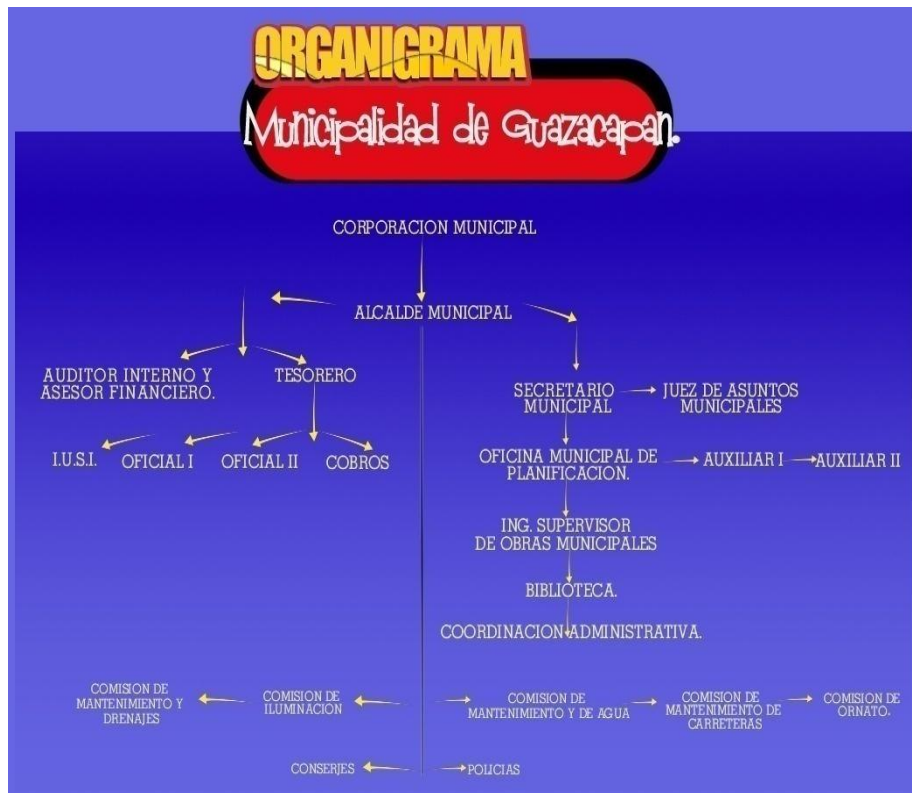 ORGANIGRAMA
Municipalidad de Guazacapan.
CORPORACION MUNICIPAL
ALCALDE MUNICIPAL
AUDITOR INTERNO Y
ASESOR FINANCIERO.
TESORERO
SECRETARIO
MUNICIPAL
JUEZ DE ASUNTOS
MUNICIPALES
I.U.S.I.
OFICIAL I
OFICIAL II
COBROS
OFICINA MUNICIPAL DE
PLANIFICACION.
AUXILIAR I
AUXILIAR II
ING. SUPERVISOR
DE OBRAS MUNICIPALES
BIBLIOTECA.
COORDINACION ADMINISTRATIVA.
COMISION DE
MANTENIMIENTO Y
DRENAJES
COMISION DE
ILUMINACION
COMISION DE
MANTENIMIENTO Y DE AGUA
COMISION DE
MANTENIMIENTO DE
CARRETERAS
COMISION DE
ORNATO.
CONSERJES
POLICIAS